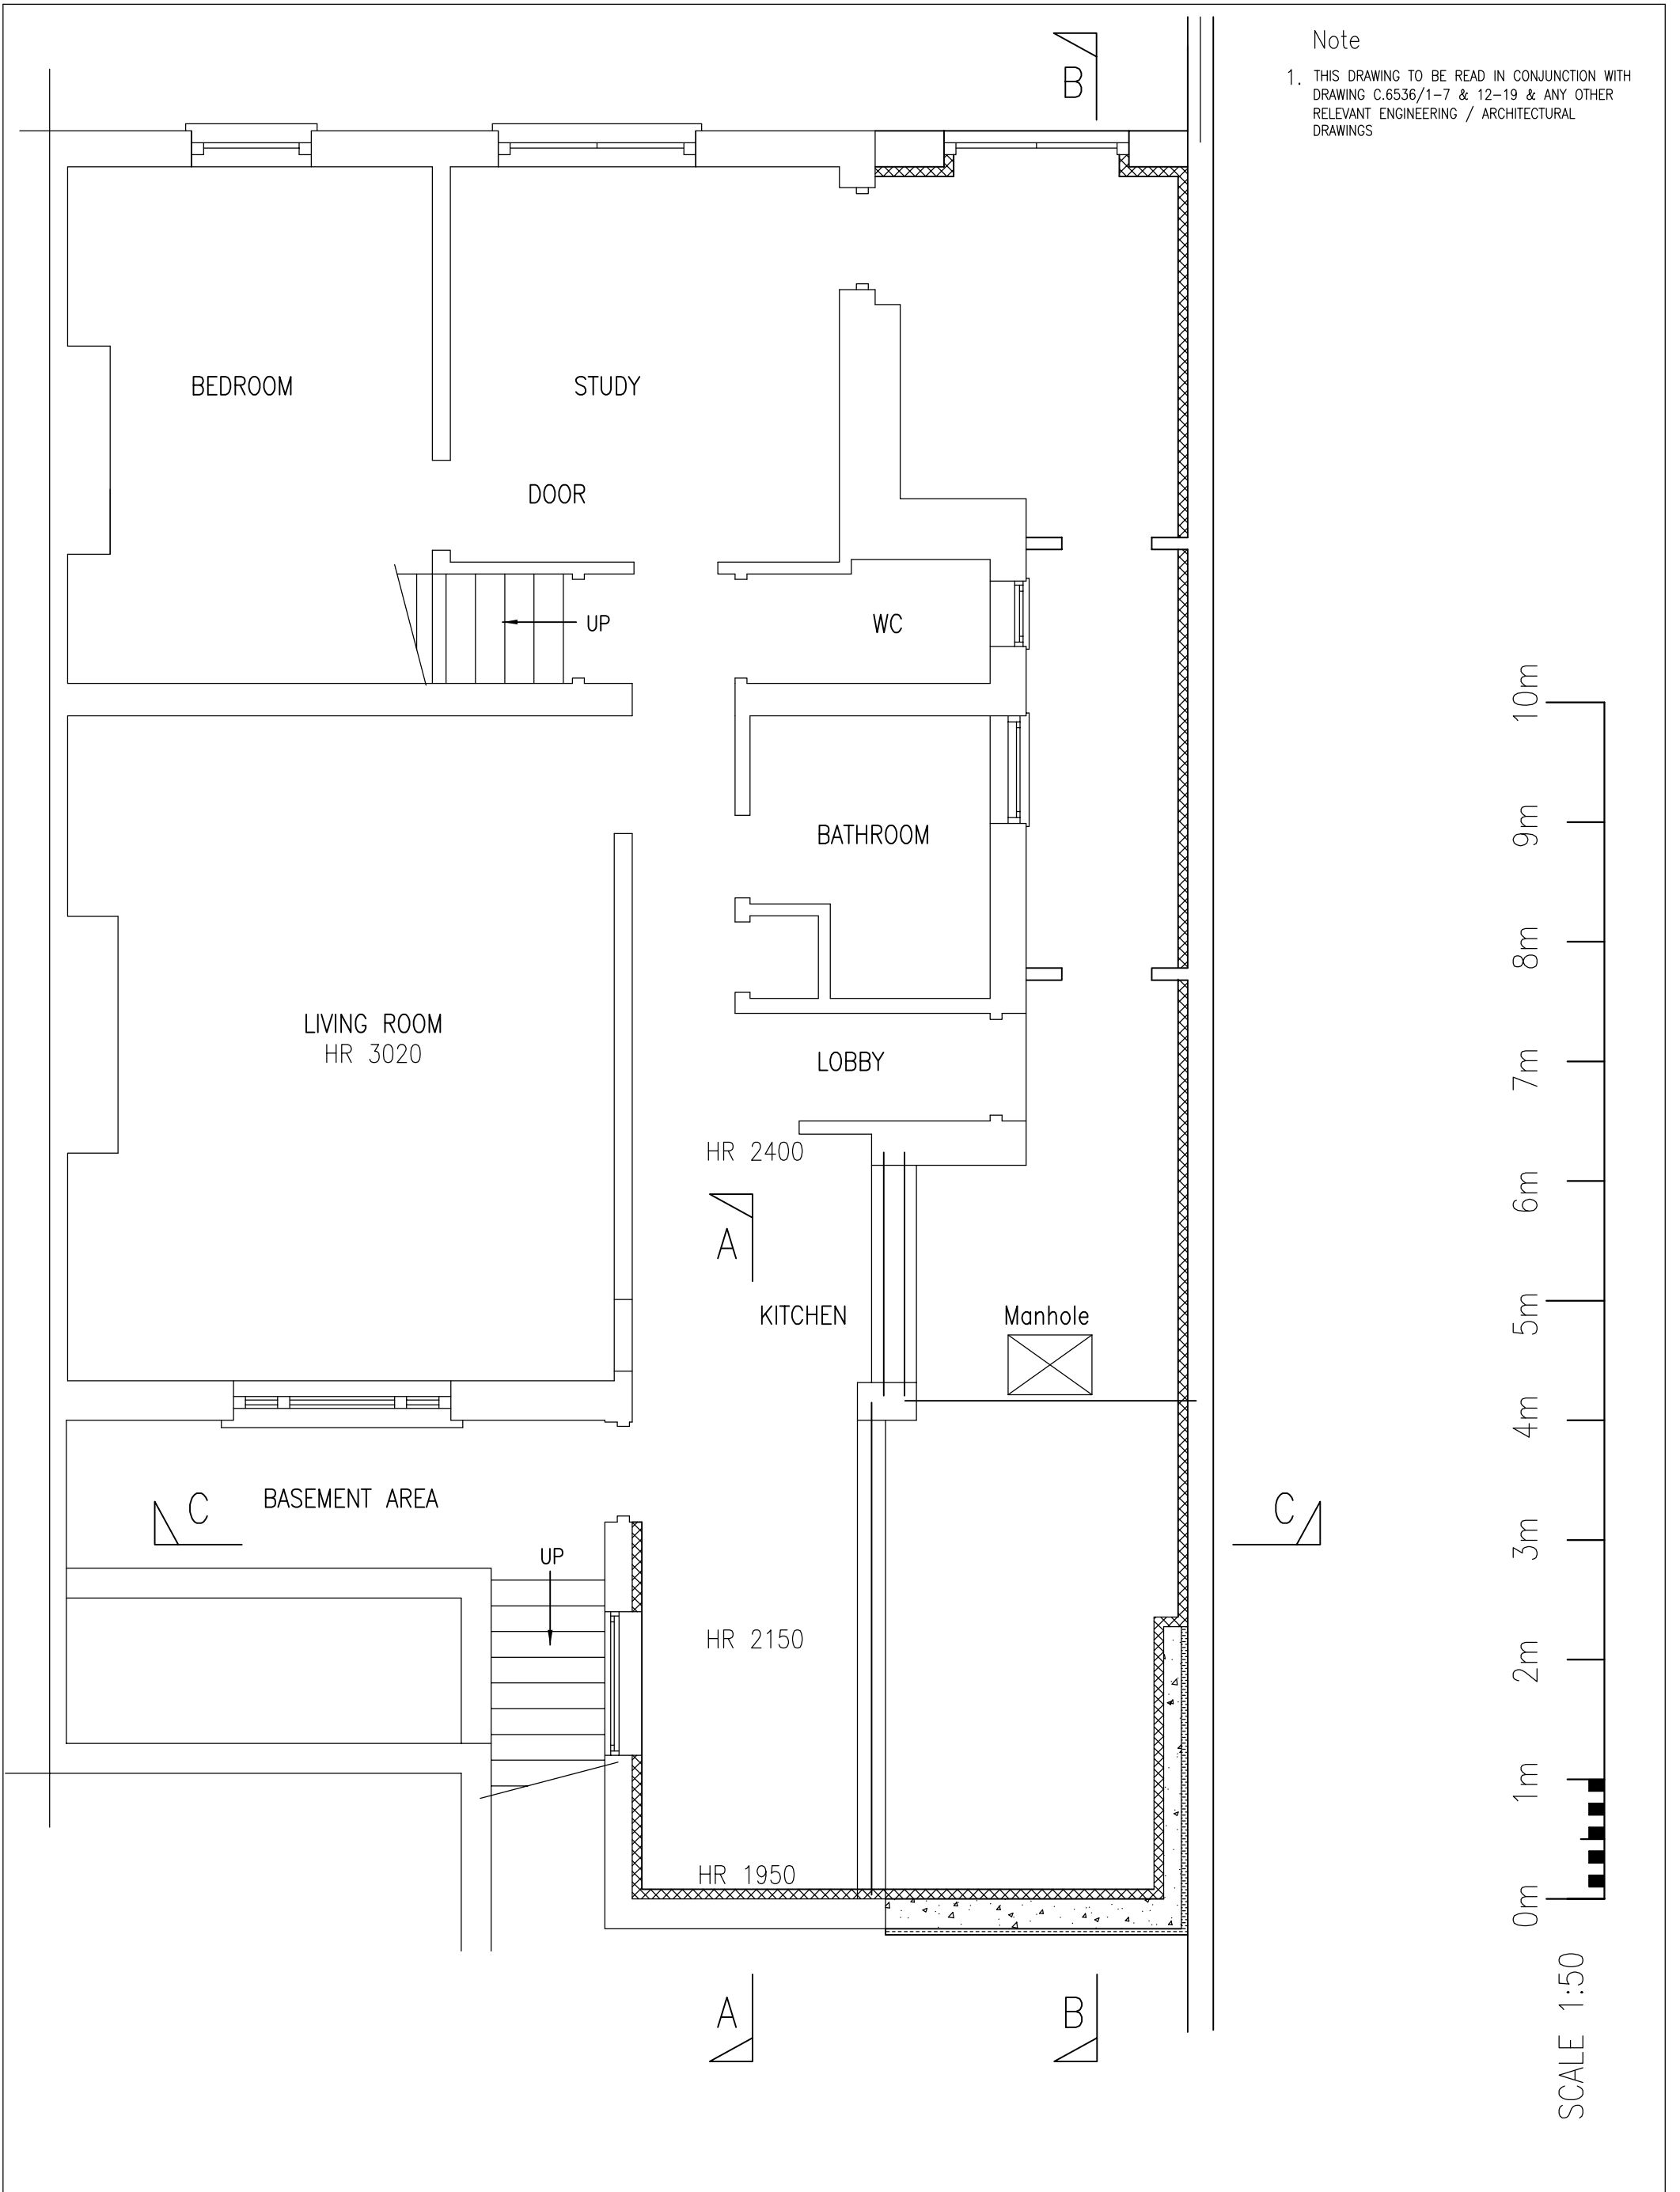 B
Note
1. THIS DRAWING TO BE READ IN CONJUNCTION WITH
DRAWING C.6536/1-7 & 12-19 & ANY OTHER
RELEVANT ENGINEERING / ARCHITECTURAL
DRAWINGS
BEDROOM
STUDY
DOOR
UP
WC
BATHROOM
LIVING ROOM
HR 3020
LOBBY
HR 2400
A
KITCHEN
Manhole
C
BASEMENT AREA
C
UP
HR 2150
HR 1950
A
B
10m
9m
8m
7m
6m
5m
4m
3m
2m
1m
0m
SCALE 1:50